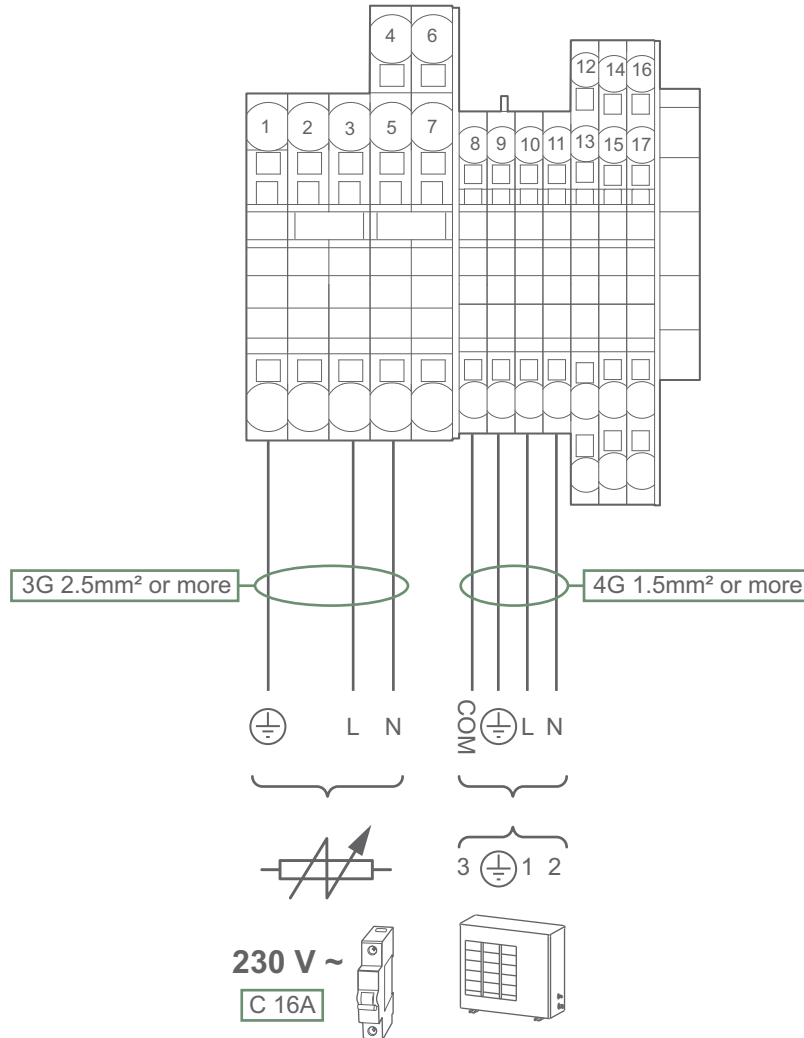 4 6
12 14 16
1 2 3 5 7
8 9 10 11 13 15 17
3G 2.5mm² or more
4G 1.5mm² or more
L N
COM L N
3 1 2
230 V ~
C 16A